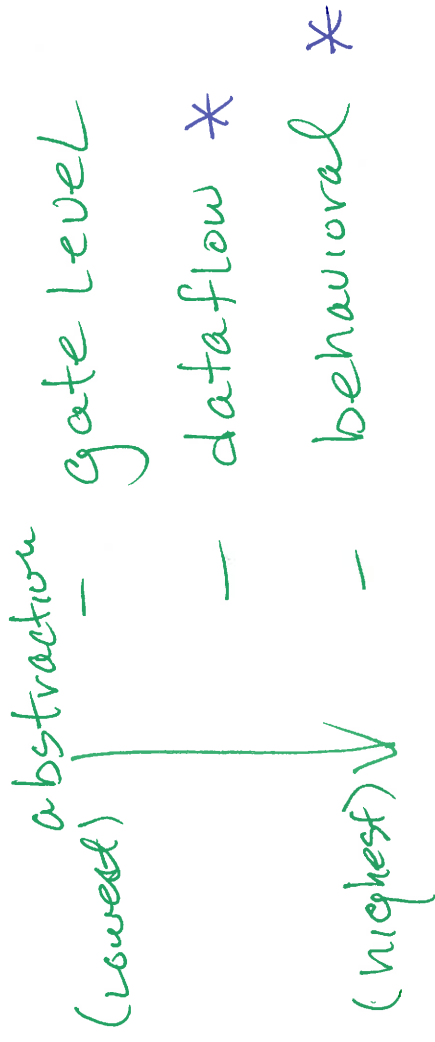 abstraction
(Lowest) - gate Level
- dataflow *
(highest) - behavioral *